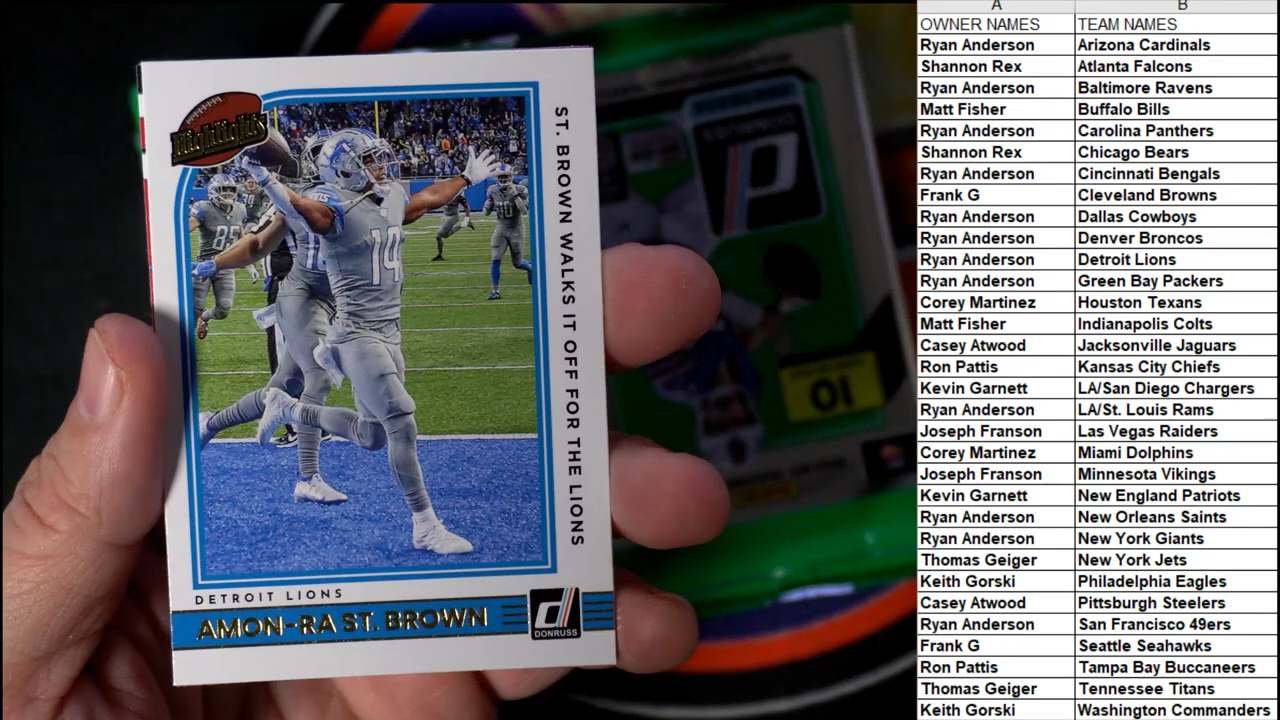 Highlights
ST. BROWN WALKS IT OFF FOR THE LIONS
85
14
DETROIT LIONS
AMON-RA ST. BROWN
d
DONRUSS
A B
OWNER NAMES TEAM NAMES
Ryan Anderson Arizona Cardinals
Shannon Rex Atlanta Falcons
Ryan Anderson Baltimore Ravens
Matt Fisher Buffalo Bills
Ryan Anderson Carolina Panthers
Shannon Rex Chicago Bears
Ryan Anderson Cincinnati Bengals
Frank G Cleveland Browns
Ryan Anderson Dallas Cowboys
Ryan Anderson Denver Broncos
Ryan Anderson Detroit Lions
Ryan Anderson Green Bay Packers
Corey Martinez Houston Texans
Matt Fisher Indianapolis Colts
Casey Atwood Jacksonville Jaguars
Ron Pattis Kansas City Chiefs
Kevin Garnett LA/San Diego Chargers
Ryan Anderson LA/St. Louis Rams
Joseph Franson Las Vegas Raiders
Corey Martinez Miami Dolphins
Joseph Franson Minnesota Vikings
Kevin Garnett New England Patriots
Ryan Anderson New Orleans Saints
Ryan Anderson New York Giants
Thomas Geiger New York Jets
Keith Gorski Philadelphia Eagles
Casey Atwood Pittsburgh Steelers
Ryan Anderson San Francisco 49ers
Frank G Seattle Seahawks
Ron Pattis Tampa Bay Buccaneers
Thomas Geiger Tennessee Titans
Keith Gorski Washington Commanders